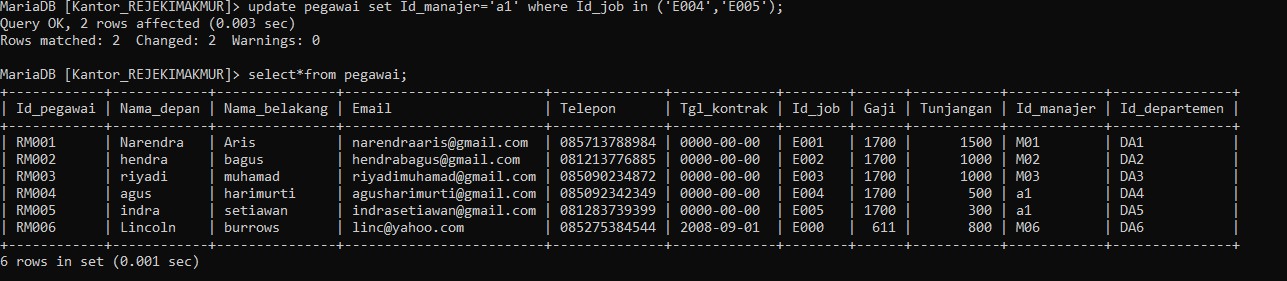 MariaDB [Kantor_REJEKIMAKMUR]> update pegawai set Id_manajer='a1' where Id_job in ('E004','E005');
Query OK, 2 rows affected (0.003 sec)
Rows matched: 2  Changed: 2  Warnings: 0
MariaDB [Kantor_REJEKIMAKMUR]> select*from pegawai;
+------------+------------+---------------+-------------------------+--------------+-------------+--------+------+------------+------------+---------------+
| Id_pegawai | Nama_depan | Nama_belakang | Email                   | Telepon      | Tgl_kontrak | Id_job | Gaji | Tunjangan | Id_manajer | Id_departemen |
+------------+------------+---------------+-------------------------+--------------+-------------+--------+------+------------+------------+---------------+
| RM001      | Narendra   | Aris          | narendraaris@gmail.com  | 085713788984 | 0000-00-00  | E001   | 1700 |      1500 | M01        | DA1           |
| RM002      | hendra     | bagus         | hendrabagus@gmail.com   | 081213776885 | 0000-00-00  | E002   | 1700 |      1000 | M02        | DA2           |
| RM003      | riyadi     | muhamad       | riyadimuhamad@gmail.com | 085090234872 | 0000-00-00  | E003   | 1700 |      1000 | M03        | DA3           |
| RM004      | agus       | harimurti     | agusharimurti@gmail.com | 085092342349 | 0000-00-00  | E004   | 1700 |       500 | a1         | DA4           |
| RM005      | indra      | setiawan      | indrasetiawan@gmail.com | 081283739399 | 0000-00-00  | E005   | 1700 |       300 | a1         | DA5           |
| RM006      | Lincoln    | burrows       | linc@yahoo.com          | 085275384544 | 2008-09-01  | E000   |  611 |       800 | M06        | DA6           |
+------------+------------+---------------+-------------------------+--------------+-------------+--------+------+------------+------------+---------------+
6 rows in set (0.001 sec)